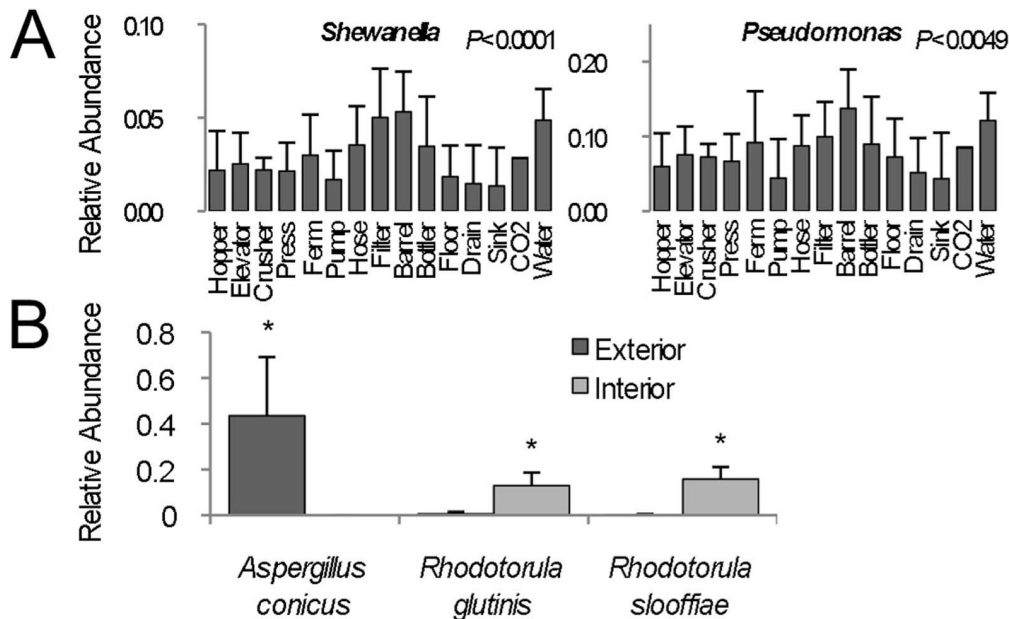 A
Shewanella
P<0.0001
Relative Abundance
0.10
0.05
0.00
Hopper
Elevator
Crusher
Press
Ferm
Pump
Hose
Filter
Barrel
Bottler
Floor
Drain
Sink
CO2
Water
Pseudomonas
P<0.0049
0.20
0.10
0.00
Hopper
Elevator
Crusher
Press
Ferm
Pump
Hose
Filler
Barrel
Bottler
Floor
Drain
Sink
CO2
Water
B
Relative Abundance
0.8
0.6
0.4
0.2
0
*
*
*
Exterior
Interior
Aspergillus
conicus
Rhodotorula
glutinis
Rhodotorula
slooffiae